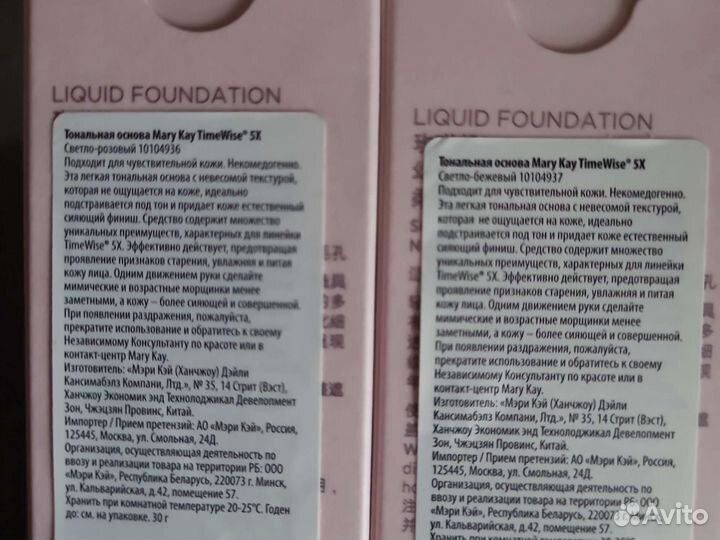 LIQUID FOUNDATION
Тональная основа Mary Kay TimeWise® 5X
Светло-розовый 10104936
Подходит для чувствительной кожи. Некомедогенно.
Эта легкая тональная основа с невесомой текстурой,
которая не ощущается на коже, идеально
подстраивается под тон и придает коже естественный
сияющий финиш. Средство содержит множество
уникальных преимуществ, характерных для линейки
TimeWise® 5X. Эффективно действует, предотвращая
проявление признаков старения, увлажняя и питая
кожу лица. Одним движением руки сделайте
мимические и возрастные морщинки менее
заметными, а кожу – более сияющей и совершенной.
При появлении раздражения, пожалуйста,
прекратите использование и обратитесь к своему
Независимому Консультанту по красоте или в
контакт-центр Mary Kay.
Изготовитель: «Мэри Кэй (Ханчжоу) Дэйли
Кансимабэлз Компани, Лтд.», № 35, 14 Стрит (Вэст),
Ханчжоу Экономик энд Технолоджикал Девелопмент
Зон, Чжэцзян Провинс, Китай.
Импортер / Прием претензий: АО «Мэри Кэй», Россия,
125445, Москва, ул. Смольная, 24Д.
Организация, осуществляющая деятельность по
ввозу и реализации товара на территории РБ: ООО
«Мэри Кэй», Республика Беларусь, 220073 г. Минск,
ул. Кальварийская, д.42, помещение 57.
Хранить при комнатной температуре 20-25°С. Годен
до: см. на упаковке. 30 г
LIQUID FOUNDATION
Тональная основа Mary Kay TimeWise® 5X
Светло-бежевый 10104937
Подходит для чувствительной кожи. Некомедогенно.
Эта легкая тональная основа с невесомой текстурой,
которая не ощущается на коже, идеально
подстраивается под тон и придает коже естественный
сияющий финиш. Средство содержит множество
уникальных преимуществ, характерных для линейки
TimeWise® 5X. Эффективно действует, предотвращая
проявление признаков старения, увлажняя и питая
кожу лица. Одним движением руки сделайте
мимические и возрастные морщинки менее
заметными, а кожу – более сияющей и совершенной.
При появлении раздражения, пожалуйста,
прекратите использование и обратитесь к своему
Независимому Консультанту по красоте или в
контакт-центр Mary Kay.
Изготовитель: «Мэри Кэй (Ханчжоу) Дэйли
Кансимабэлз Компани, Лтд.», № 35, 14 Стрит (Вэст),
Ханчжоу Экономик энд Технолоджикал Девелопмент
Зон, Чжэцзян Провинс, Китай.
Импортер / Прием претензий: АО «Мэри Кэй», Россия,
125445, Москва, ул. Смольная, 24Д.
Организация, осуществляющая деятельность по
ввозу и реализации товара на территории РБ: ООО
«Мэри Кэй», Республика Беларусь, 220073
ул. Кальварийская, д.42, помещение 57.
Avito